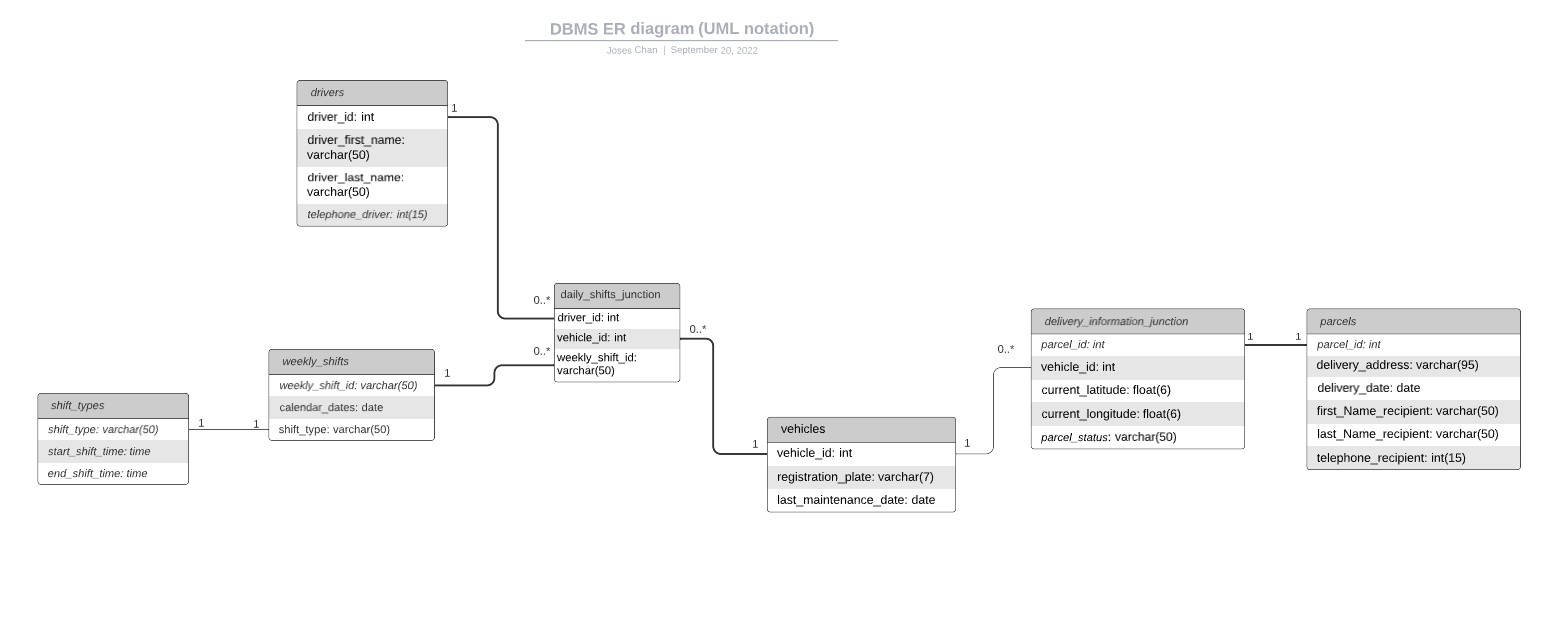 DBMS ER diagram (UML notation)
Joses Chan | September 20, 2022
drivers
driver_id: int
driver_first_name:
varchar(50)
driver_last_name:
varchar(50)
telephone_driver: int(15)
1
0..*
daily_shifts_junction
driver_id: int
vehicle_id: int
weekly_shift_id:
varchar(50)
0..*
0..*
1
weekly_shifts
weekly_shift_id: varchar(50)
calendar_dates: date
shift_type: varchar(50)
1
1
shift_types
shift_type: varchar(50)
start_shift_time: time
end_shift_time: time
1
vehicles
vehicle_id: int
registration_plate: varchar(7)
last_maintenance_date: date
1
0..*
delivery_information_junction
parcel_id: int
vehicle_id: int
current_latitude: float(6)
current_longitude: float(6)
parcel_status: varchar(50)
1
1
parcels
parcel_id: int
delivery_address: varchar(95)
delivery_date: date
first_Name_recipient: varchar(50)
last_Name_recipient: varchar(50)
telephone_recipient: int(15)